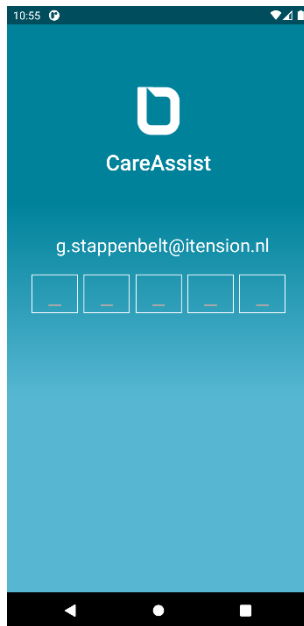 10:55
CareAssist
g.stappenbelt@itension.nl
_ _ _ _ _